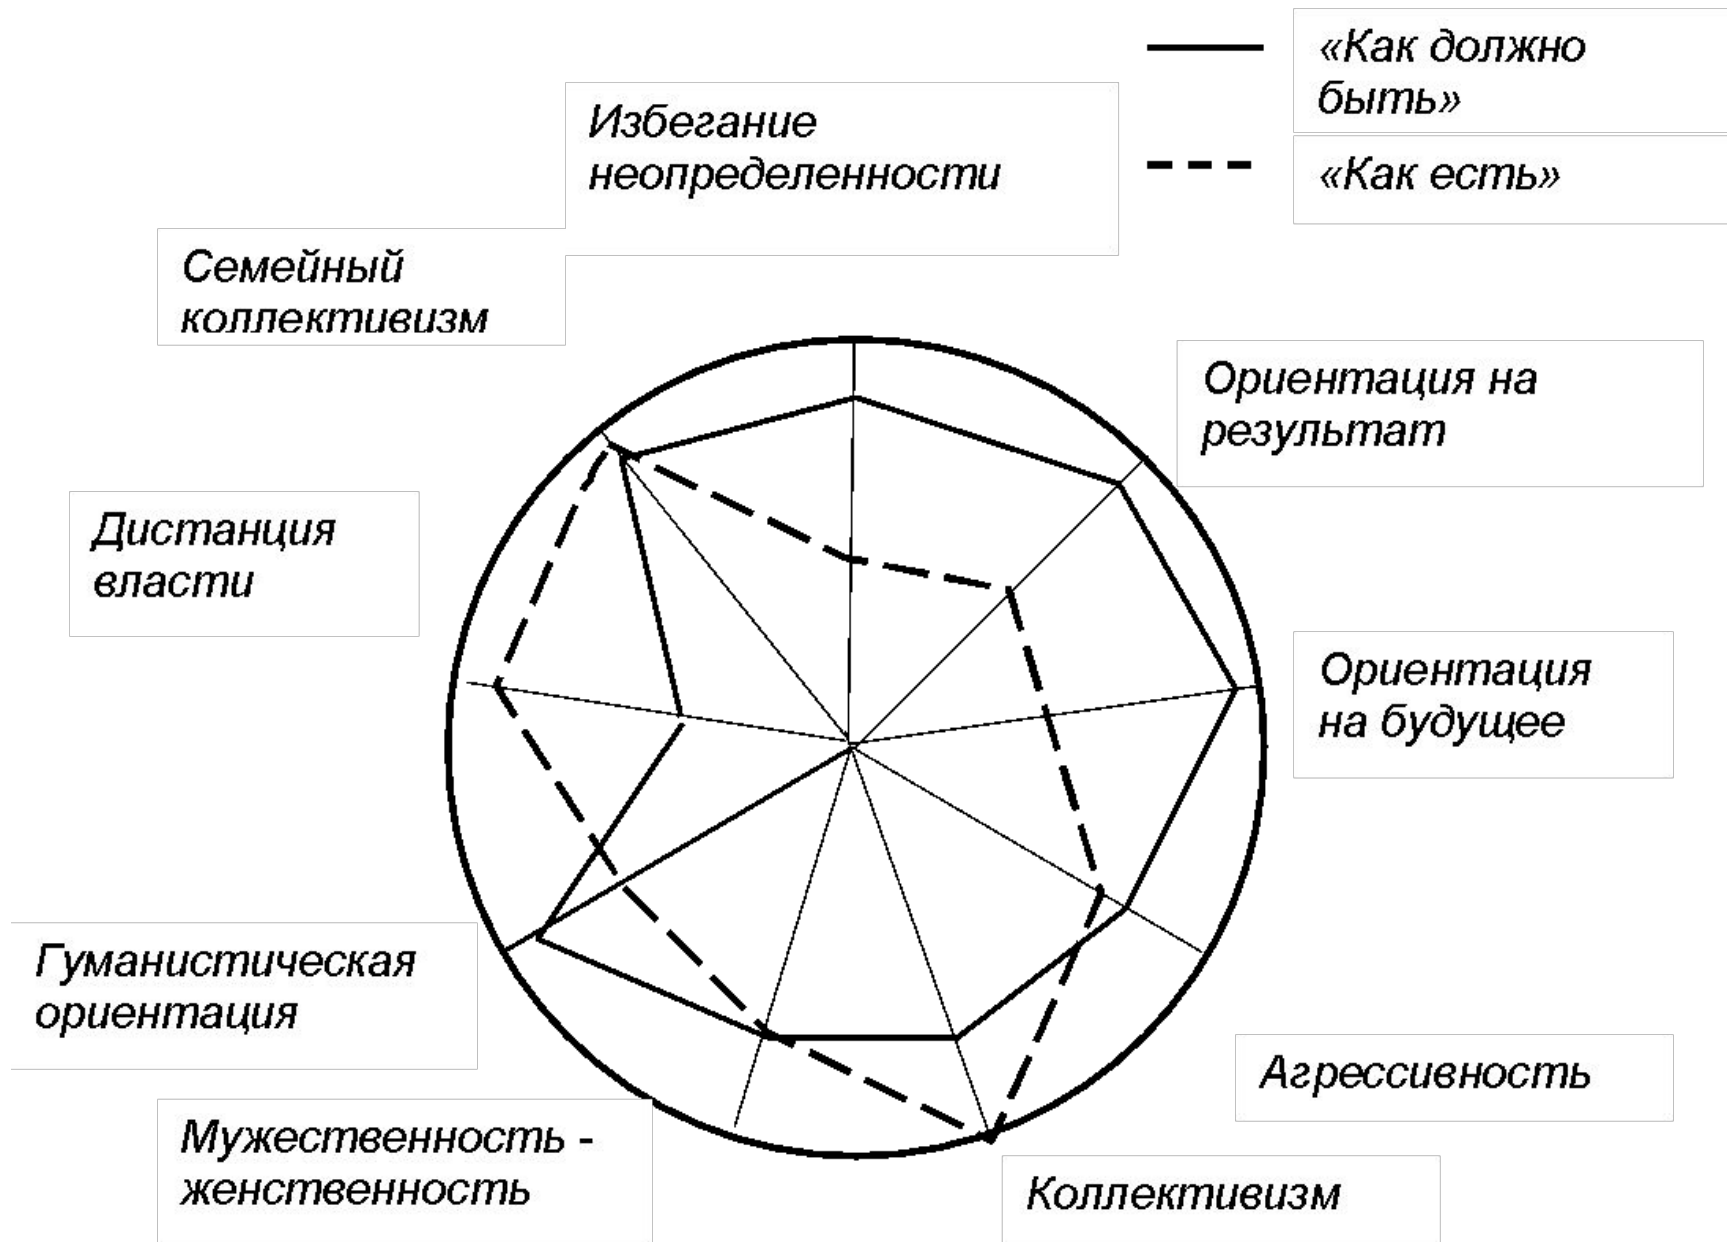 «Как должно
быть»
Избегание
неопределенности
«Как есть»
Семейный
коллективизм
Ориентация на
результат
Дистанция
власти
Ориентация
на будущее
Гуманистическая
ориентация
Агрессивность
Мужественность -
женственность
Коллективизм